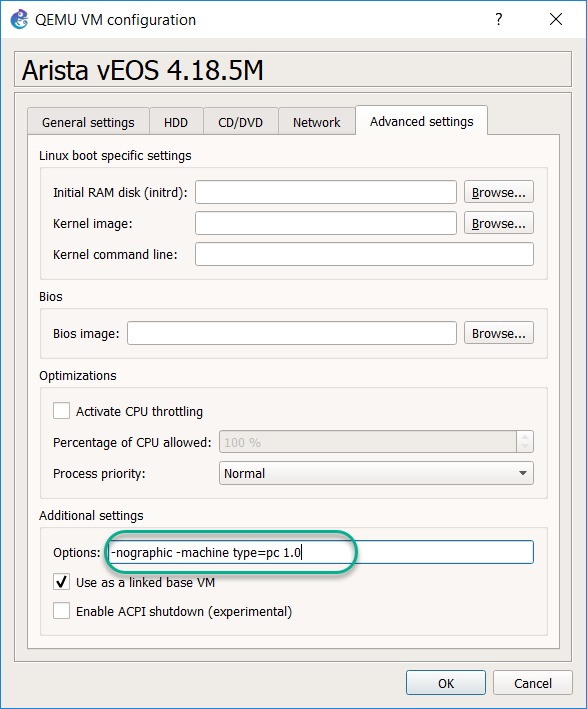 QEMU VM configuration
Arista vEOS 4.18.5M
General settings HDD CD/DVD Network Advanced settings
Linux boot specific settings
Initial RAM disk (initrd): Browse...
Kernel image: Browse...
Kernel command line:
Bios
Bios image: Browse...
Optimizations
Activate CPU throttling
Percentage of CPU allowed: 100 %
Process priority: Normal
Additional settings
Options: -nographic -machine type=pc 1.0
Use as a linked base VM
Enable ACPI shutdown (experimental)
OK Cancel